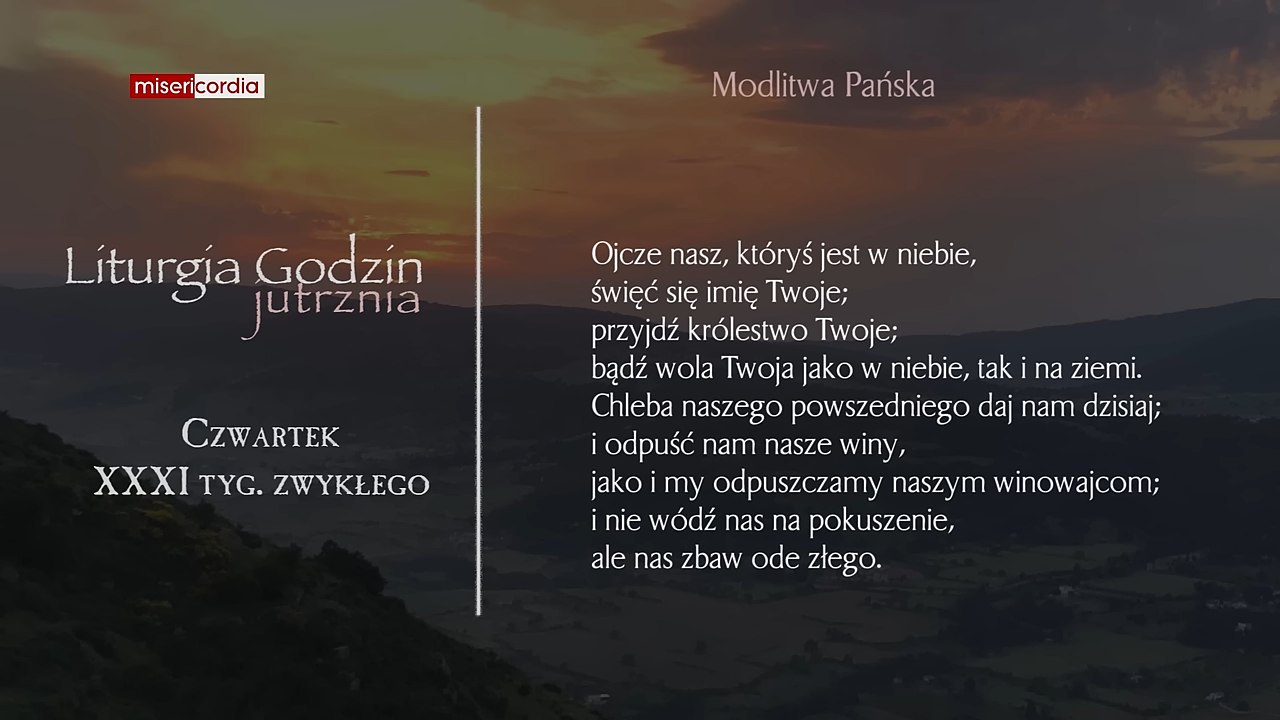 misericordia
Liturgia Godzin
jutrznia
Czwartek
XXXI tyg. zwykłego
Modlitwa Pańska
Ojcze nasz, któryś jest w niebie,
święć się imię Twoje;
przyjdź królestwo Twoje;
bądź wola Twoja jako w niebie, tak i na ziemi.
Chleba naszego powszedniego daj nam dzisiaj;
i odpuść nam nasze winy,
jako i my odpuszczamy naszym winowajcom;
i nie wódź nas na pokuszenie,
ale nas zbaw ode złego.